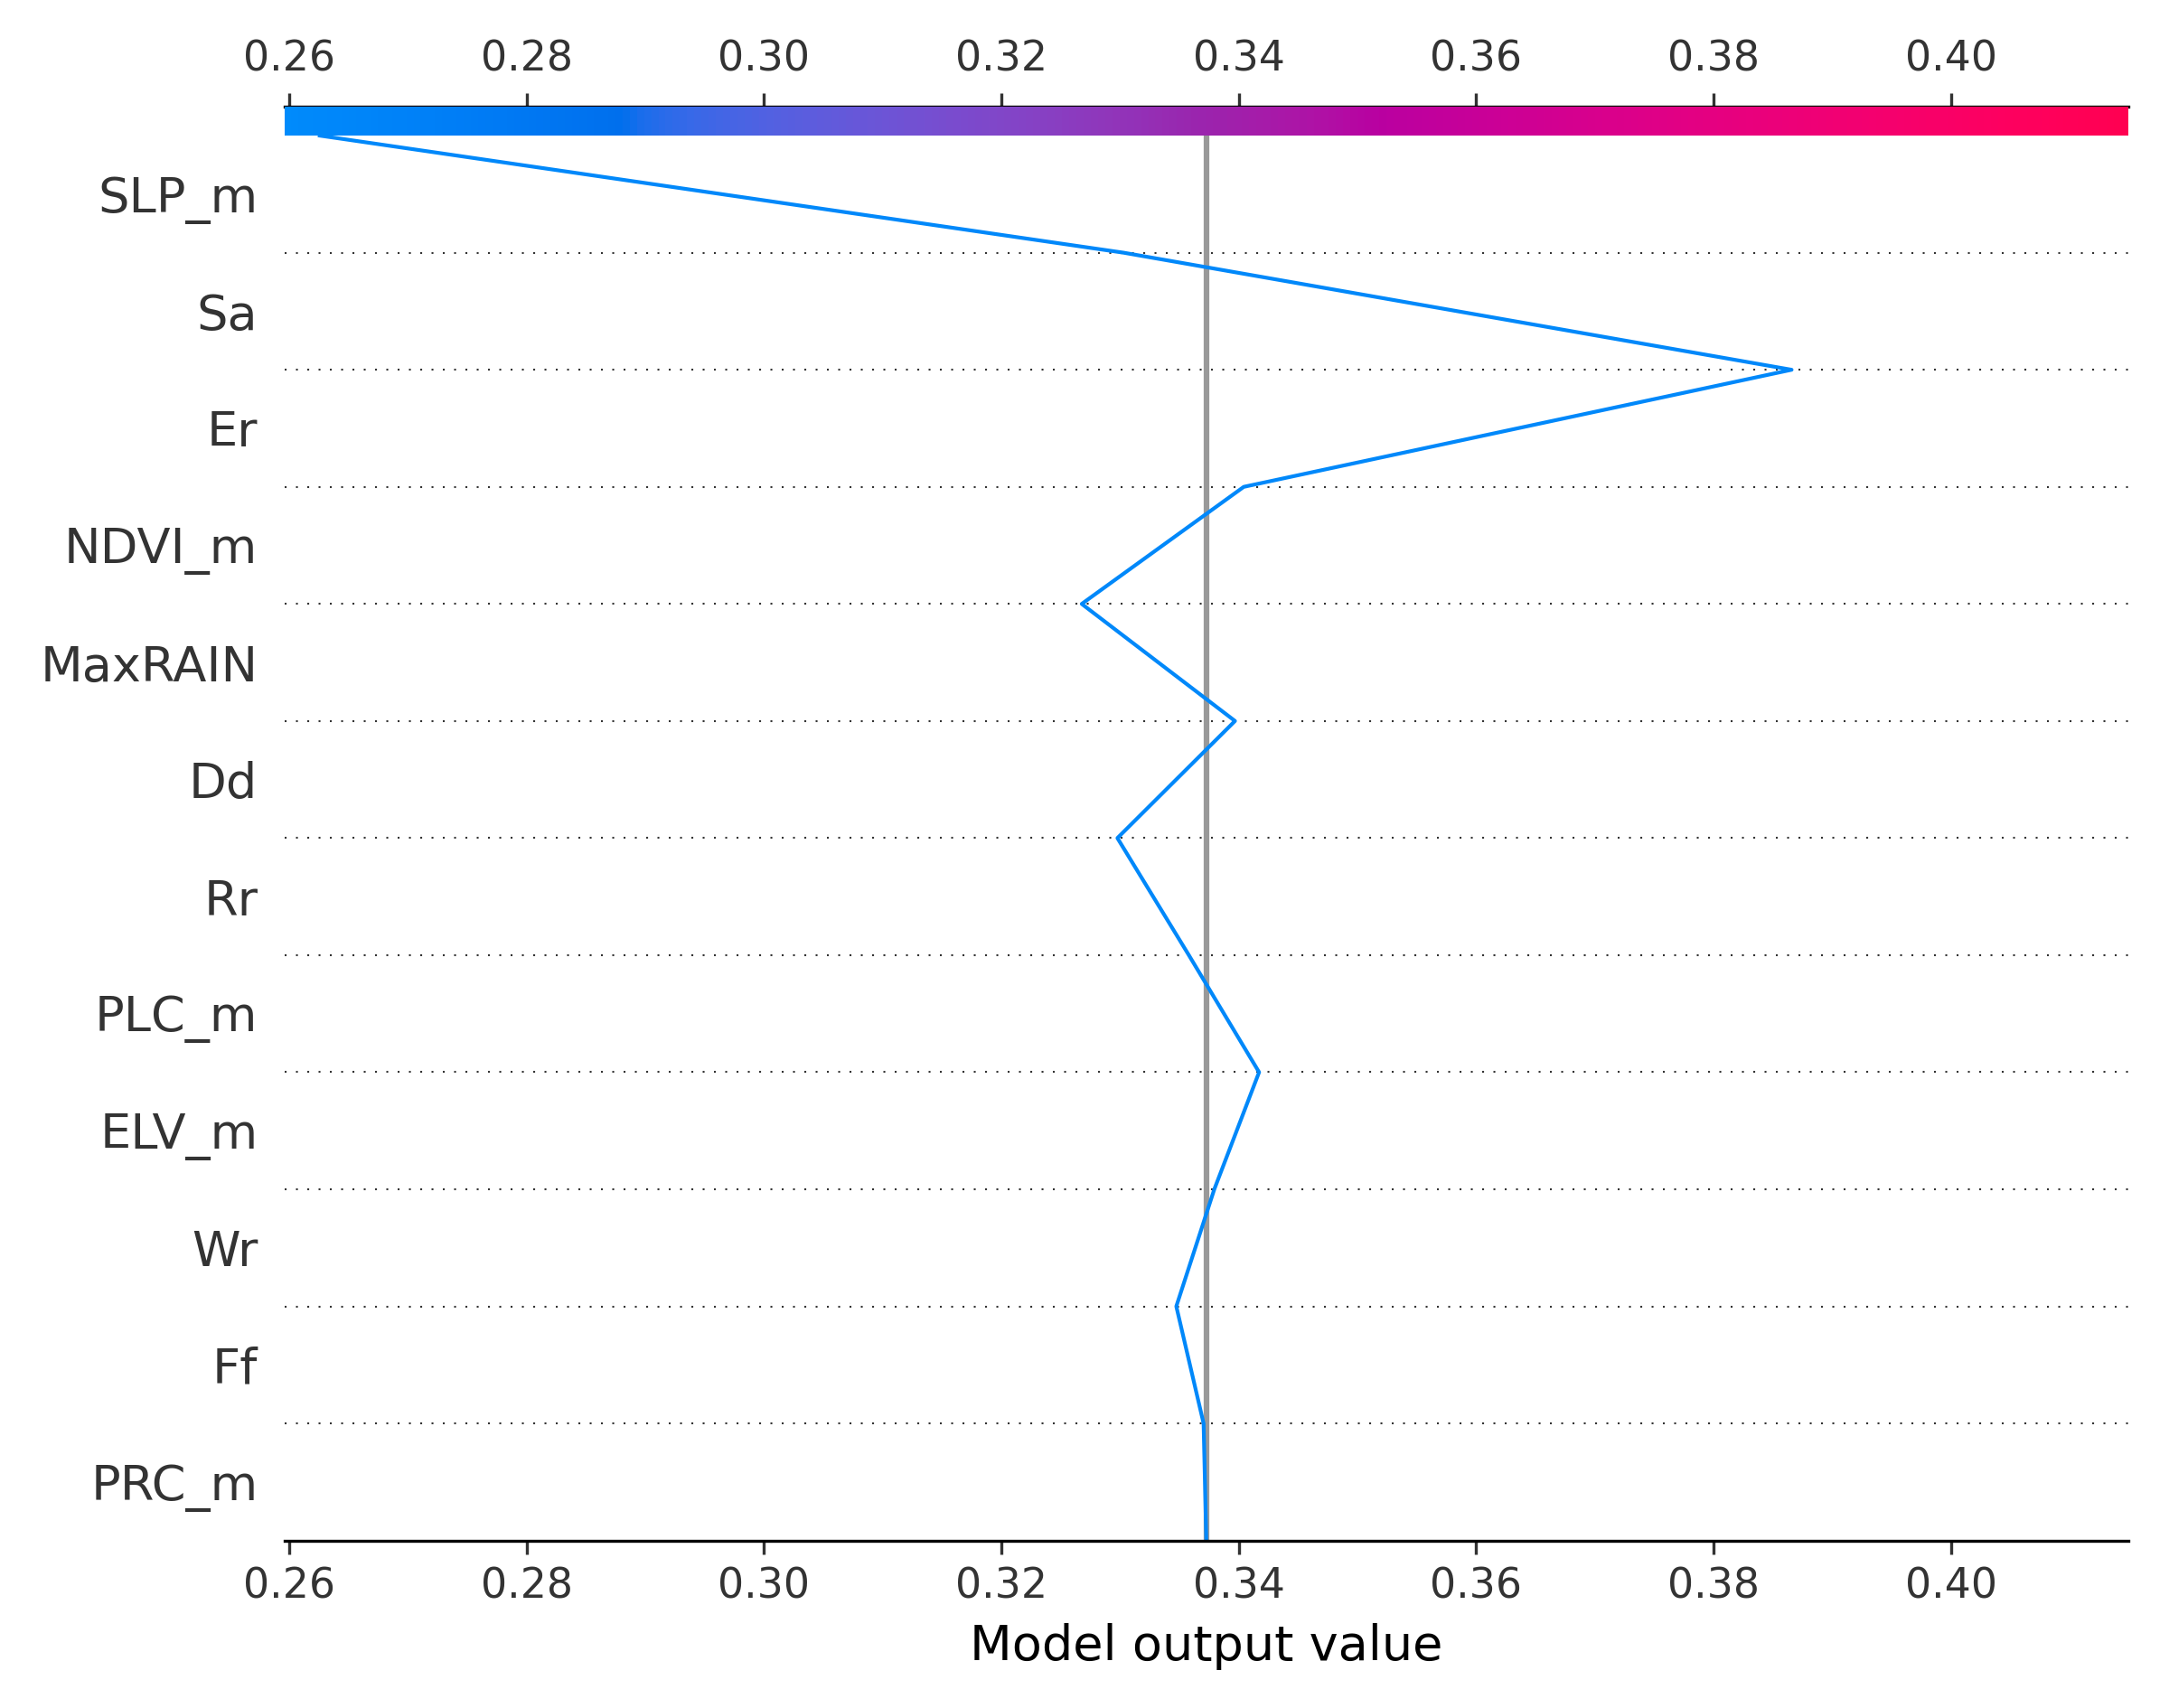 0.26 0.28 0.30 0.32 0.34 0.36 0.38 0.40
SLP_m
Sa
Er
NDVI_m
MaxRAIN
Dd
Rr
PLC_m
ELV_m
Wr
Ff
PRC_m
0.26 0.28 0.30 0.32 0.34 0.36 0.38 0.40
Model output value